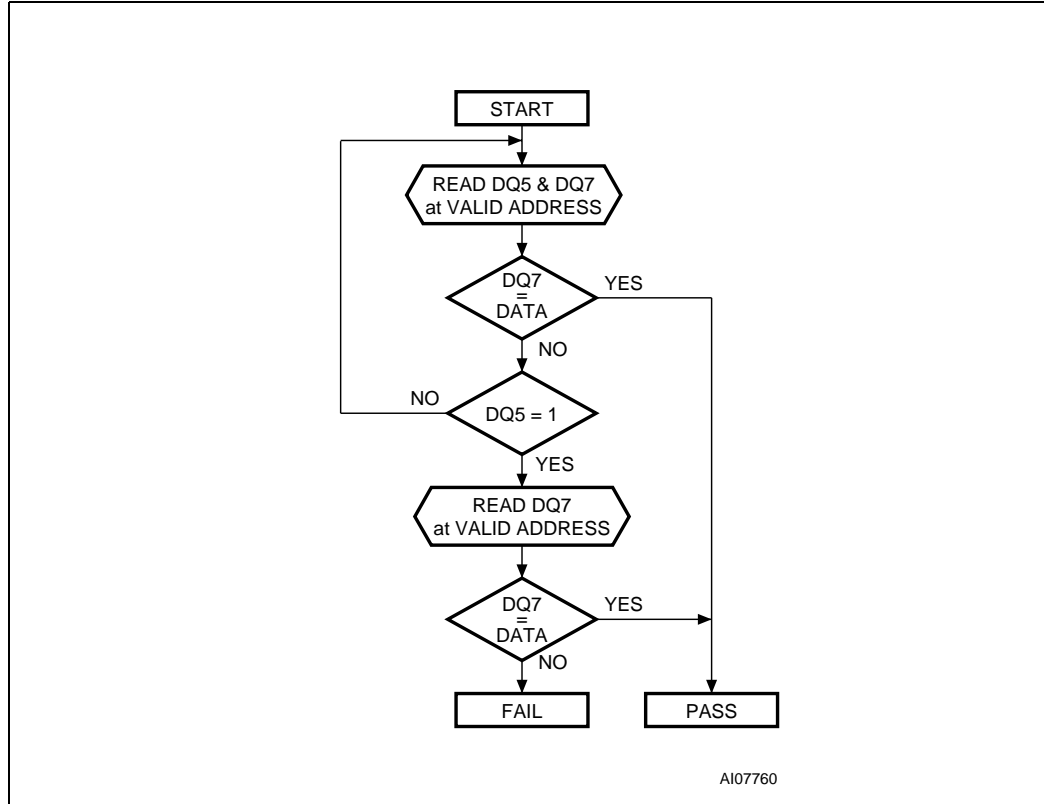 START
READ DQ5 & DQ7
at VALID ADDRESS
DQ7
=
DATA
YES
NO
NO
DQ5 = 1
YES
READ DQ7
at VALID ADDRESS
DQ7
=
DATA
YES
NO
FAIL
PASS
AI07760